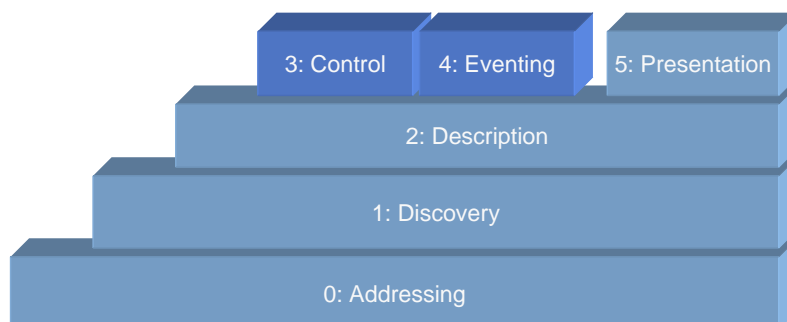 3: Control
4: Eventing
5: Presentation
2: Description
1: Discovery
0: Addressing